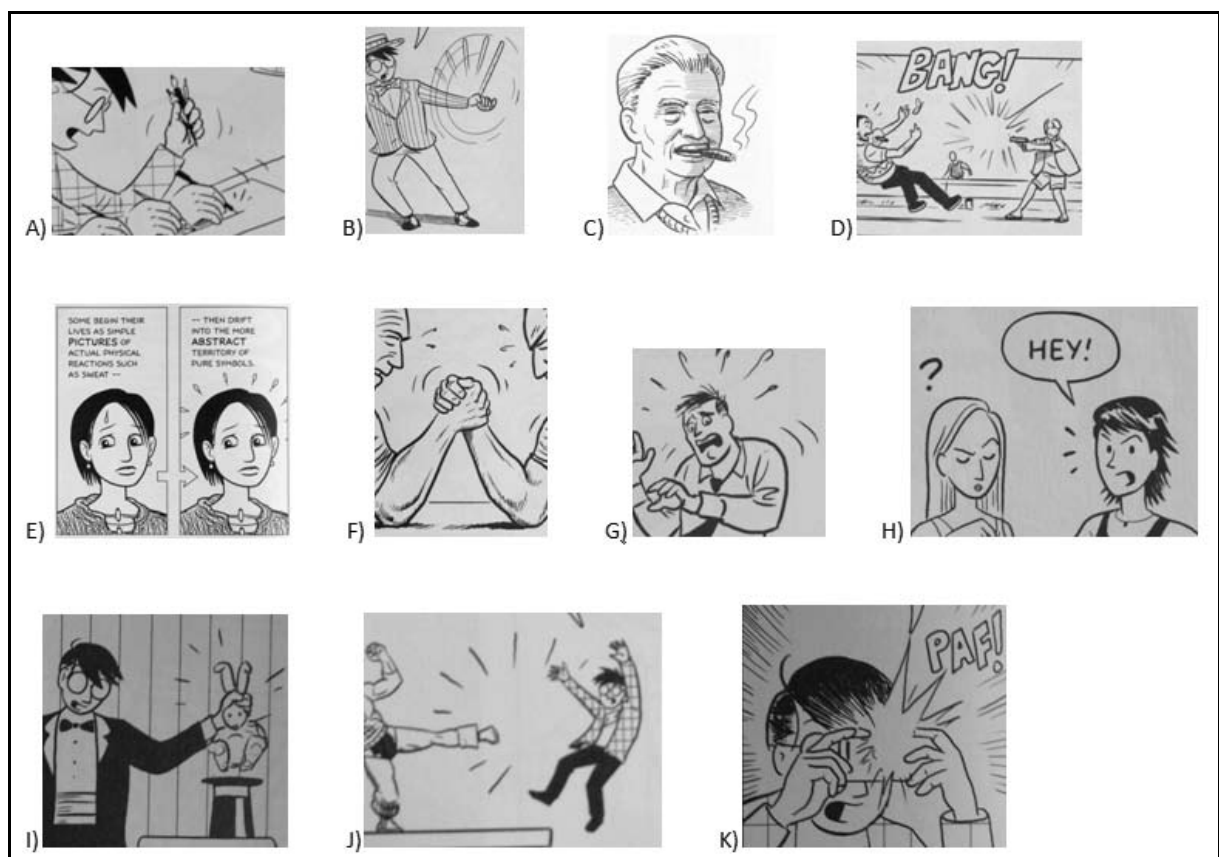 A)
B)
C)
D)
BANG!
E)
SOME BEGIN THEIR
LIVES AS SIMPLE
PICTURES OF
ACTUAL PHYSICAL
REACTIONS SUCH
AS SWEAT --
-- THEN DRIFT
INTO THE MORE
ABSTRACT
TERRITORY OF
PURE SYMBOLS.
F)
G)
H)
?
HEY!
I)
J)
K)
PAF!